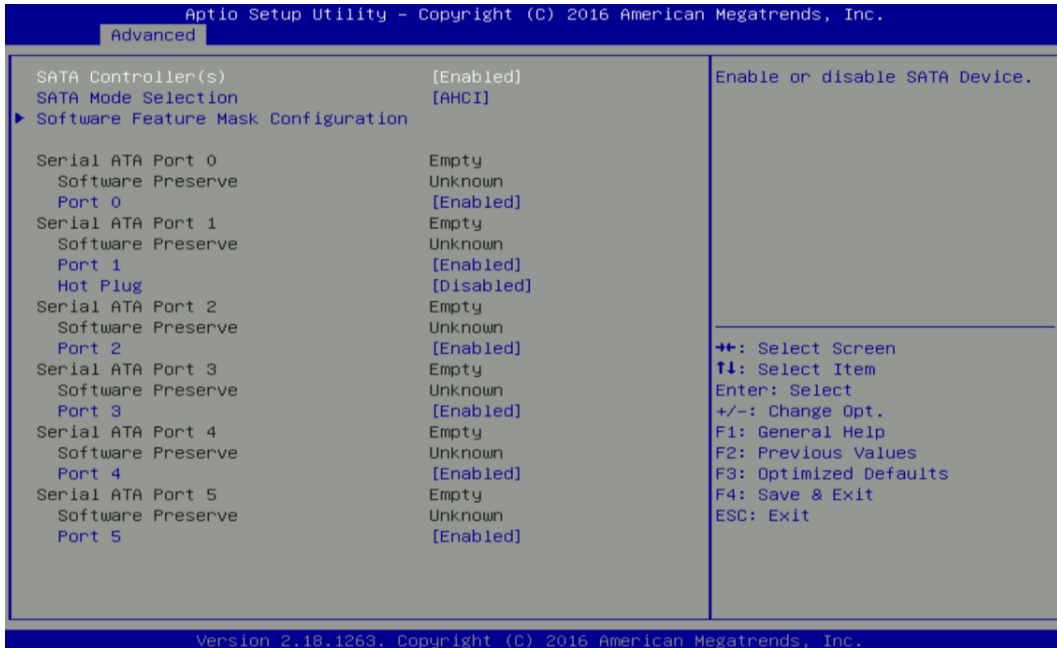 Aptio Setup Utility – Copyright (C) 2016 American Megatrends, Inc.
Advanced
SATA Controller(s) [Enabled]
SATA Mode Selection [AHCI]
▶ Software Feature Mask Configuration
Serial ATA Port 0 Empty
Software Preserve Unknown
Port 0 [Enabled]
Serial ATA Port 1 Empty
Software Preserve Unknown
Port 1 [Enabled]
Hot Plug [Disabled]
Serial ATA Port 2 Empty
Software Preserve Unknown
Port 2 [Enabled]
Serial ATA Port 3 Empty
Software Preserve Unknown
Port 3 [Enabled]
Serial ATA Port 4 Empty
Software Preserve Unknown
Port 4 [Enabled]
Serial ATA Port 5 Empty
Software Preserve Unknown
Port 5 [Enabled]
Enable or disable SATA Device.
→←: Select Screen
↑↓: Select Item
Enter: Select
+/-: Change Opt.
F1: General Help
F2: Previous Values
F3: Optimized Defaults
F4: Save & Exit
ESC: Exit
Version 2.18.1263. Copyright (C) 2016 American Megatrends, Inc.